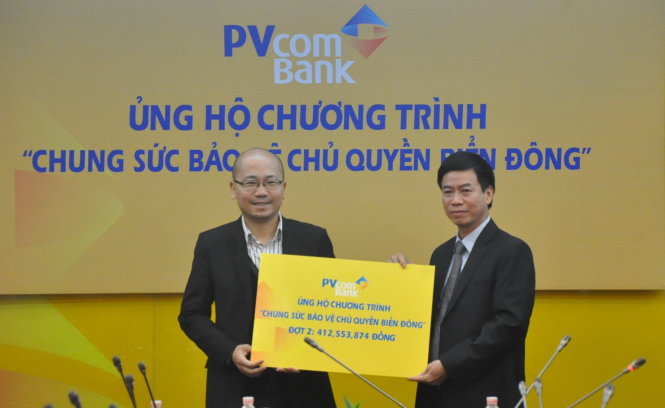 PVcom
Bank
ỦNG HỘ CHƯƠNG TRÌNH
“CHUNG SỨC BẢO VỆ CHỦ QUYỀN BIỂN ĐÔNG”
PVcom
Bank
ỦNG HỘ CHƯƠNG TRÌNH
“CHUNG SỨC BẢO VỆ CHỦ QUYỀN BIỂN ĐÔNG”
ĐỢT 2: 412,553,874 ĐỒNG